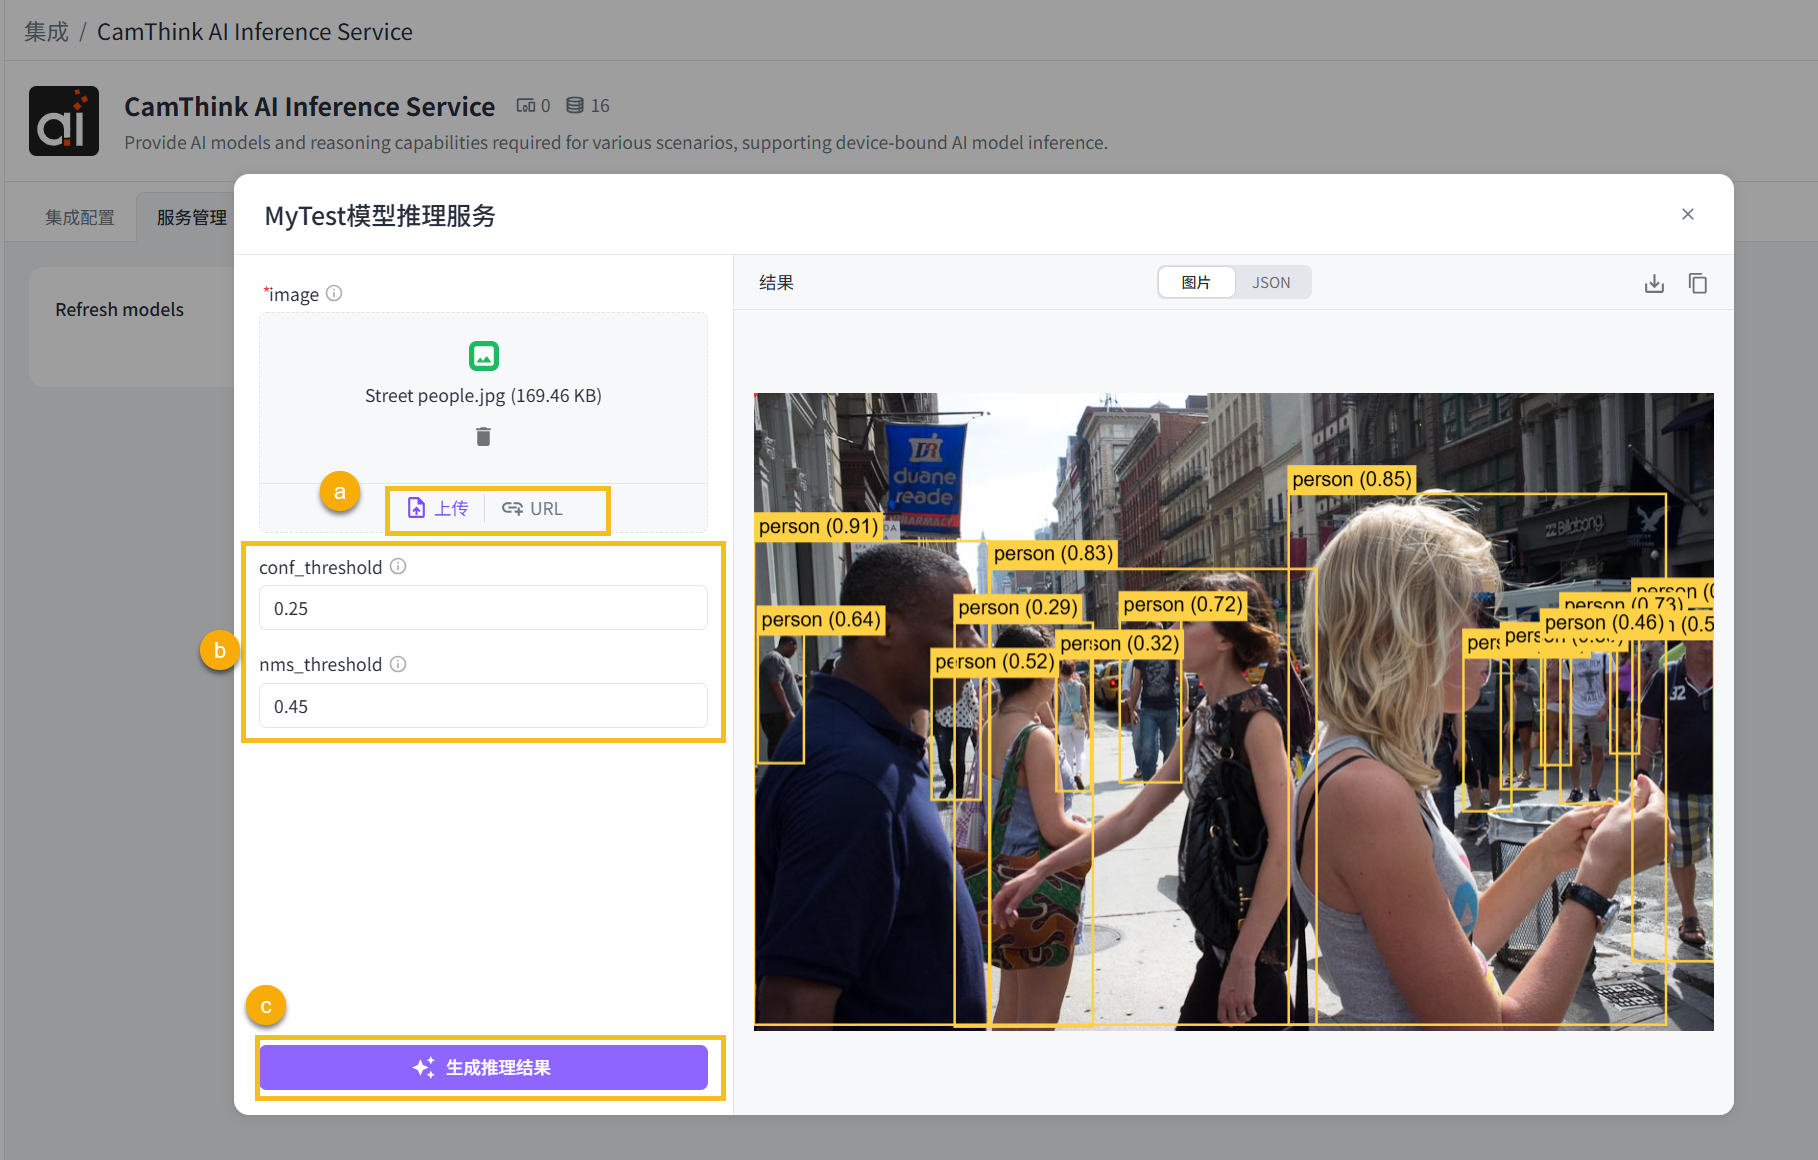 集成 / CamThink AI Inference Service
ai
CamThink AI Inference Service 0 16
Provide AI models and reasoning capabilities required for various scenarios, supporting device-bound AI model inference.
集成配置
服务管理
Refresh models
MyTest模型推理服务
*image
Street people.jpg (169.46 KB)
a
上传
URL
b
conf_threshold
0.25
nms_threshold
0.45
c
生成推理结果
结果
图片
JSON
DR
duane
reade
PHARMACY
Billabong
32
person (0.85)
person (0.91)
person (0.83)
person (0.64)
person (0.29)
person (0.72)
person (0.52)
person (0.32)
person (0.73)
person (0.46)